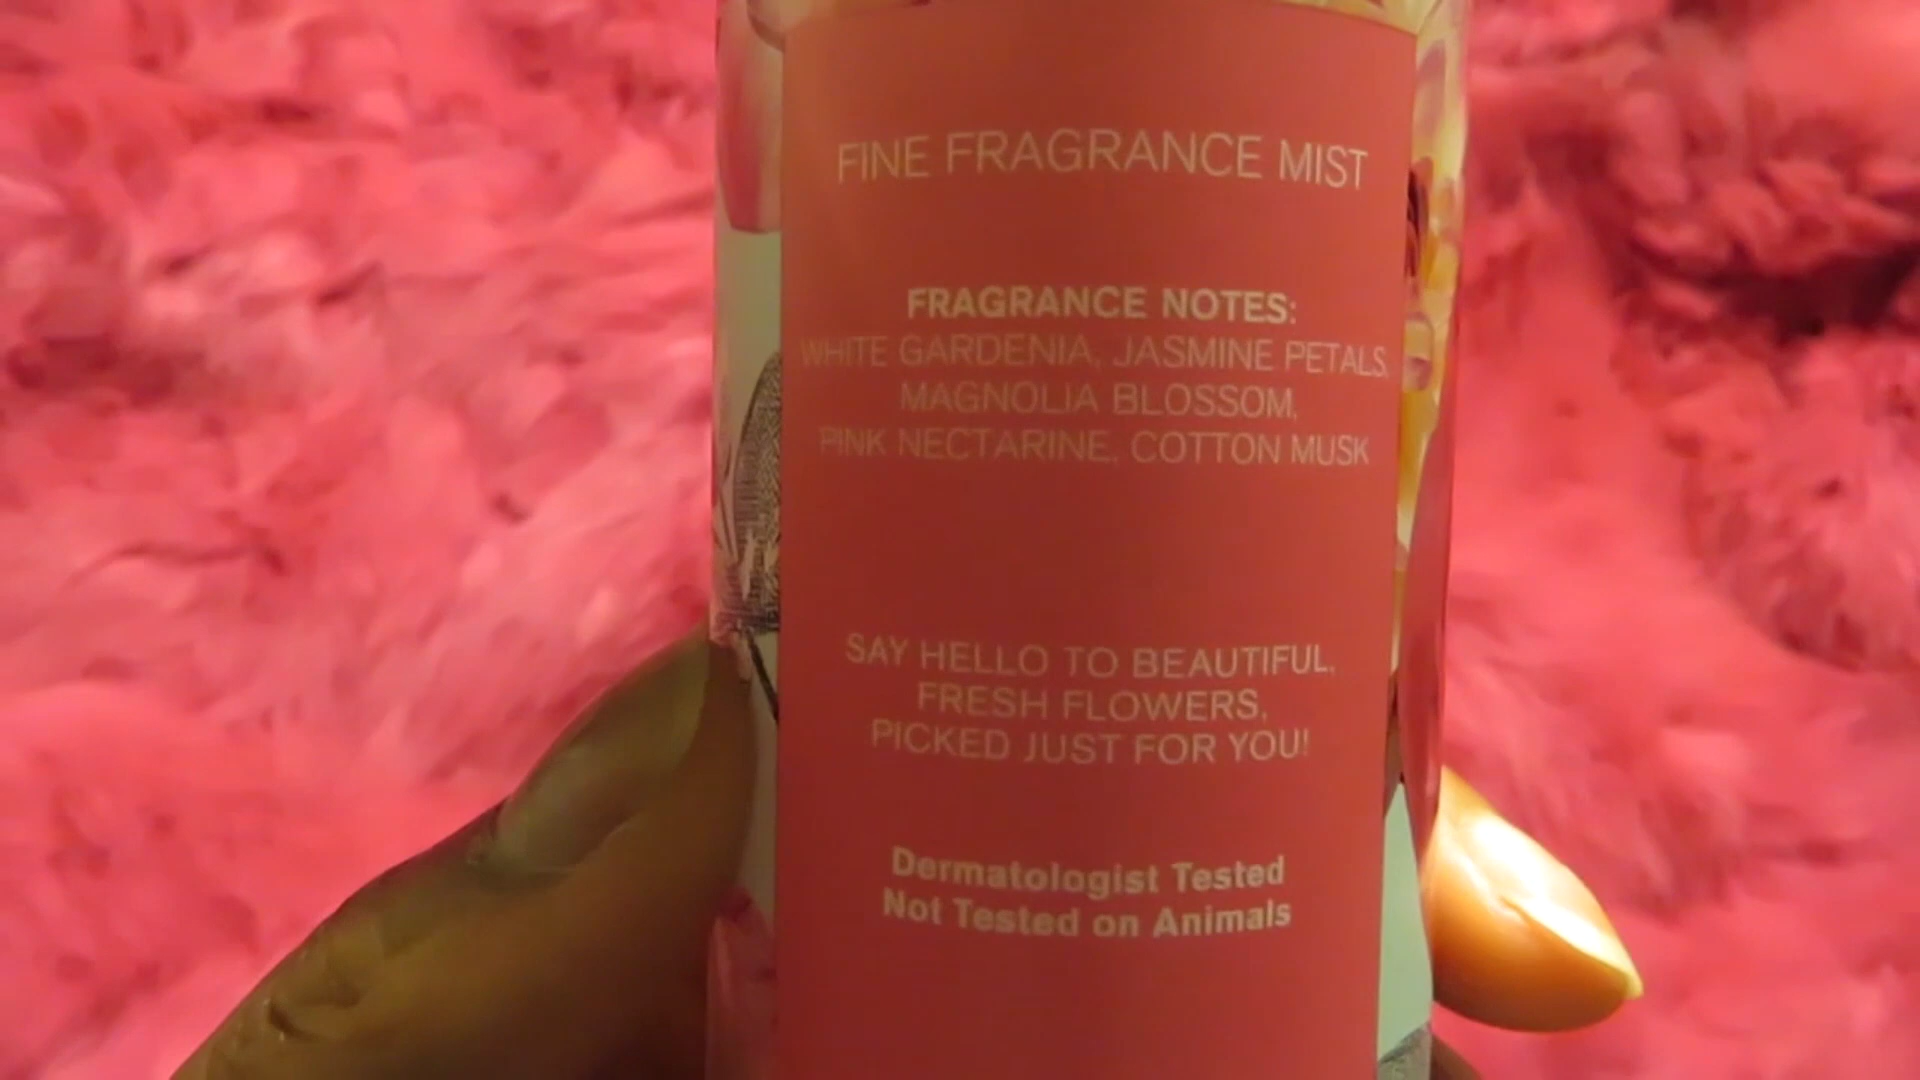 FINE FRAGRANCE MIST
FRAGRANCE NOTES:
WHITE GARDENIA, JASMINE PETALS,
MAGNOLIA BLOSSOM,
PINK NECTARINE, COTTON MUSK
SAY HELLO TO BEAUTIFUL,
FRESH FLOWERS,
PICKED JUST FOR YOU!
Dermatologist Tested
Not Tested on Animals